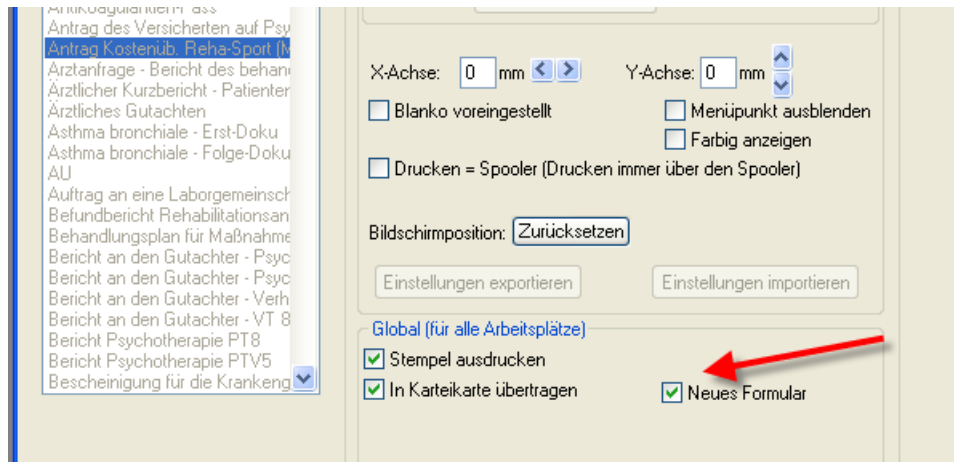 Antikoagulantien-Pass
Antrag des Versicherten auf Psy
Antrag Kostenüb. Reha-Sport (M
Arztanfrage - Bericht des behan
Ärztlicher Kurzbericht - Patienter
Ärztliches Gutachten
Asthma bronchiale - Erst-Doku
Asthma bronchiale - Folge-Doku
AU
Auftrag an eine Laborgemeinsch
Befundbericht Rehabilitationsan
Behandlungsplan für Maßnahme
Bericht an den Gutachter - Psyc
Bericht an den Gutachter - Psyc
Bericht an den Gutachter - Verh
Bericht an den Gutachter - VT 8
Bericht Psychotherapie PT8
Bericht Psychotherapie PTV5
Bescheinigung für die Krankeng
X-Achse: 0 mm Y-Achse: 0 mm
Blanko voreingestellt Menüpunkt ausblenden
Farbig anzeigen
Drucken = Spooler (Drucken immer über den Spooler)
Bildschirmposition: Zurücksetzen
Einstellungen exportieren Einstellungen importieren
Global (für alle Arbeitsplätze)
Stempel ausdrucken
In Karteikarte übertragen Neues Formular